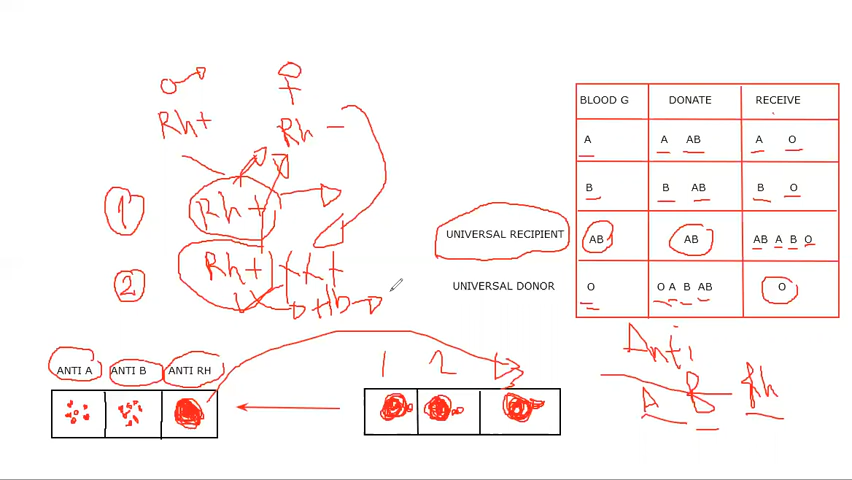 Rh+ Rh -
1 Rh+
2 Rh+
Hb
UNIVERSAL RECIPIENT
UNIVERSAL DONOR
BLOOD G DONATE RECEIVE
A A AB A O
B B AB B O
AB AB AB A B O
O O A B AB O
Anti
A B Rh
ANTI A ANTI B ANTI RH
1 2